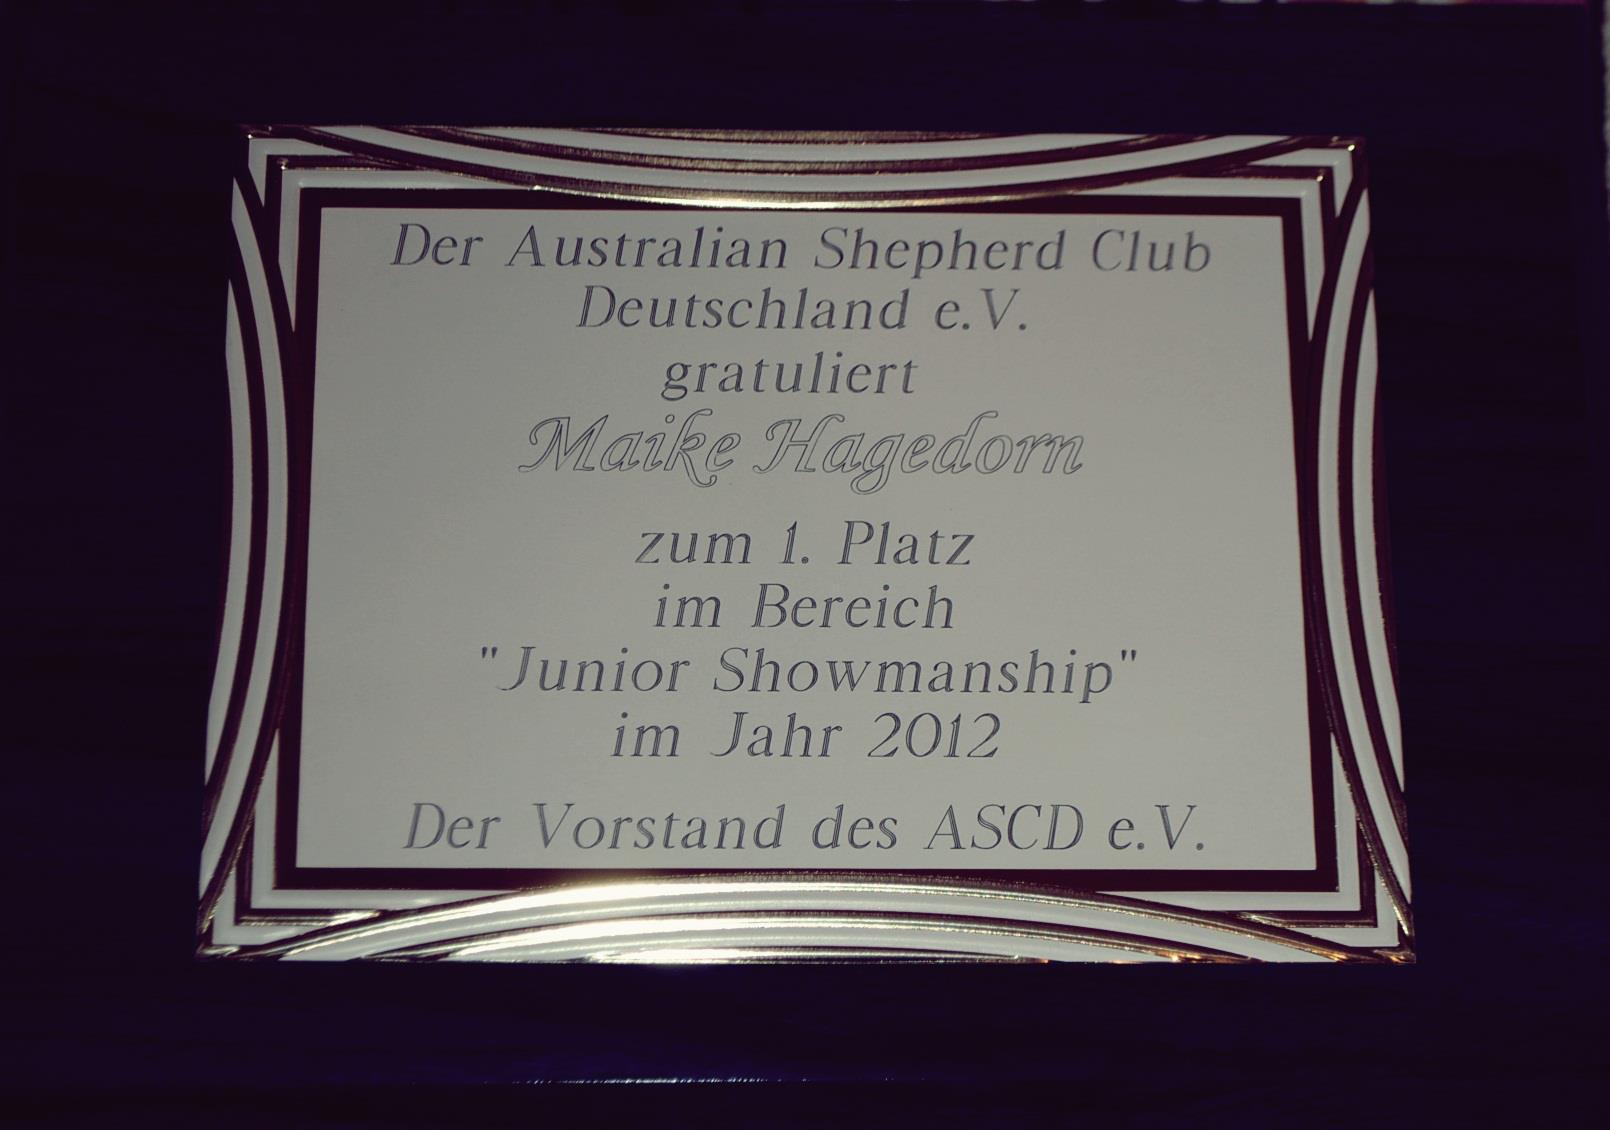 Der Australian Shepherd Club
Deutschland e.V.
gratuliert
Maike Hagedorn
zum 1. Platz
im Bereich
"Junior Showmanship"
im Jahr 2012
Der Vorstand des ASCD e.V.